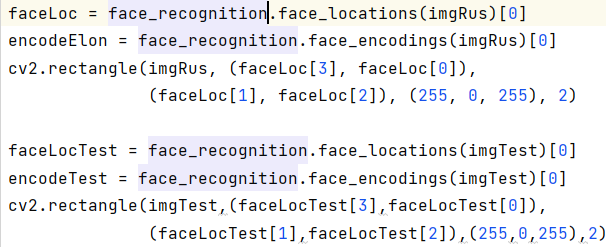 faceLoc = face_recognition.face_locations(imgRus)[0]
encodeElon = face_recognition.face_encodings(imgRus)[0]
cv2.rectangle(imgRus, (faceLoc[3], faceLoc[0]),
              (faceLoc[1], faceLoc[2]), (255, 0, 255), 2)

faceLocTest = face_recognition.face_locations(imgTest)[0]
encodeTest = face_recognition.face_encodings(imgTest)[0]
cv2.rectangle(imgTest,(faceLocTest[3],faceLocTest[0]),
              (faceLocTest[1],faceLocTest[2]),(255,0,255),2)